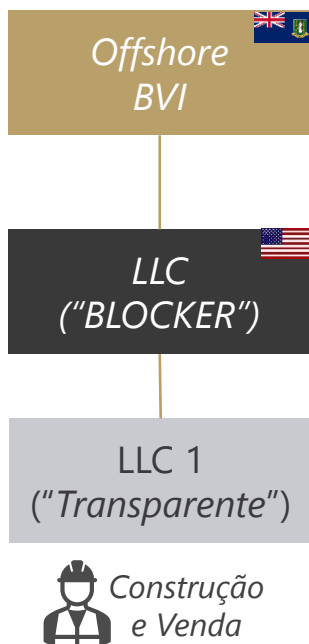 Offshore
BVI
LLC
(“BLOCKER”)
LLC 1
(“Transparente”)
Construção
e Venda